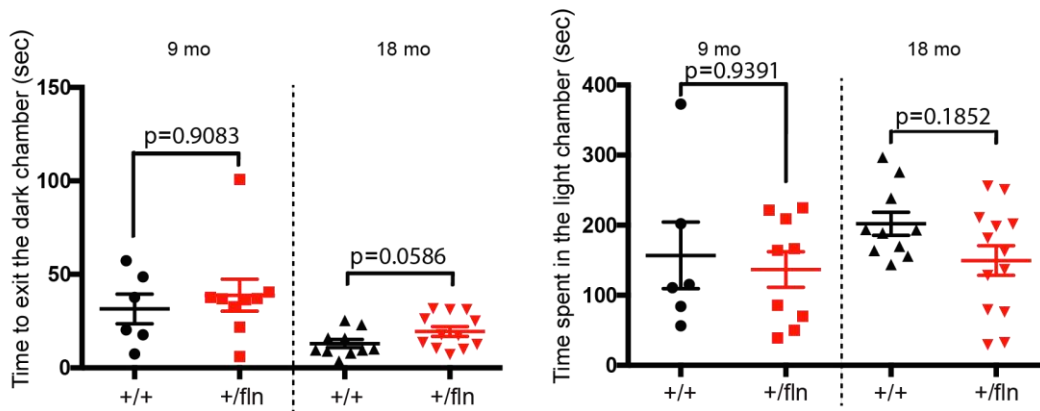 Time to exit the dark chamber (sec)
9 mo
18 mo
150
100
50
0
p=0.9083
p=0.0586
+/+
+/fln
+/+
+/fln
Time spent in the light chamber (sec)
9 mo
18 mo
400
300
200
100
0
p=0.9391
p=0.1852
+/+
+/fln
+/+
+/fln